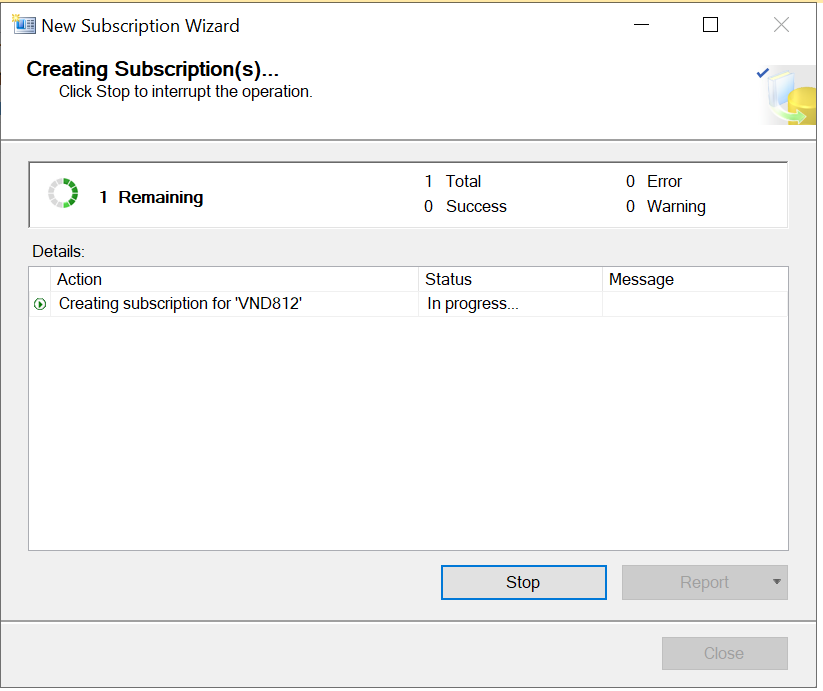 New Subscription Wizard
Creating Subscription(s)...
Click Stop to interrupt the operation.
1 Remaining
1 Total
0 Error
0 Success
0 Warning
Details:
Action Status Message
Creating subscription for 'VND812' In progress...
Stop Report
Close